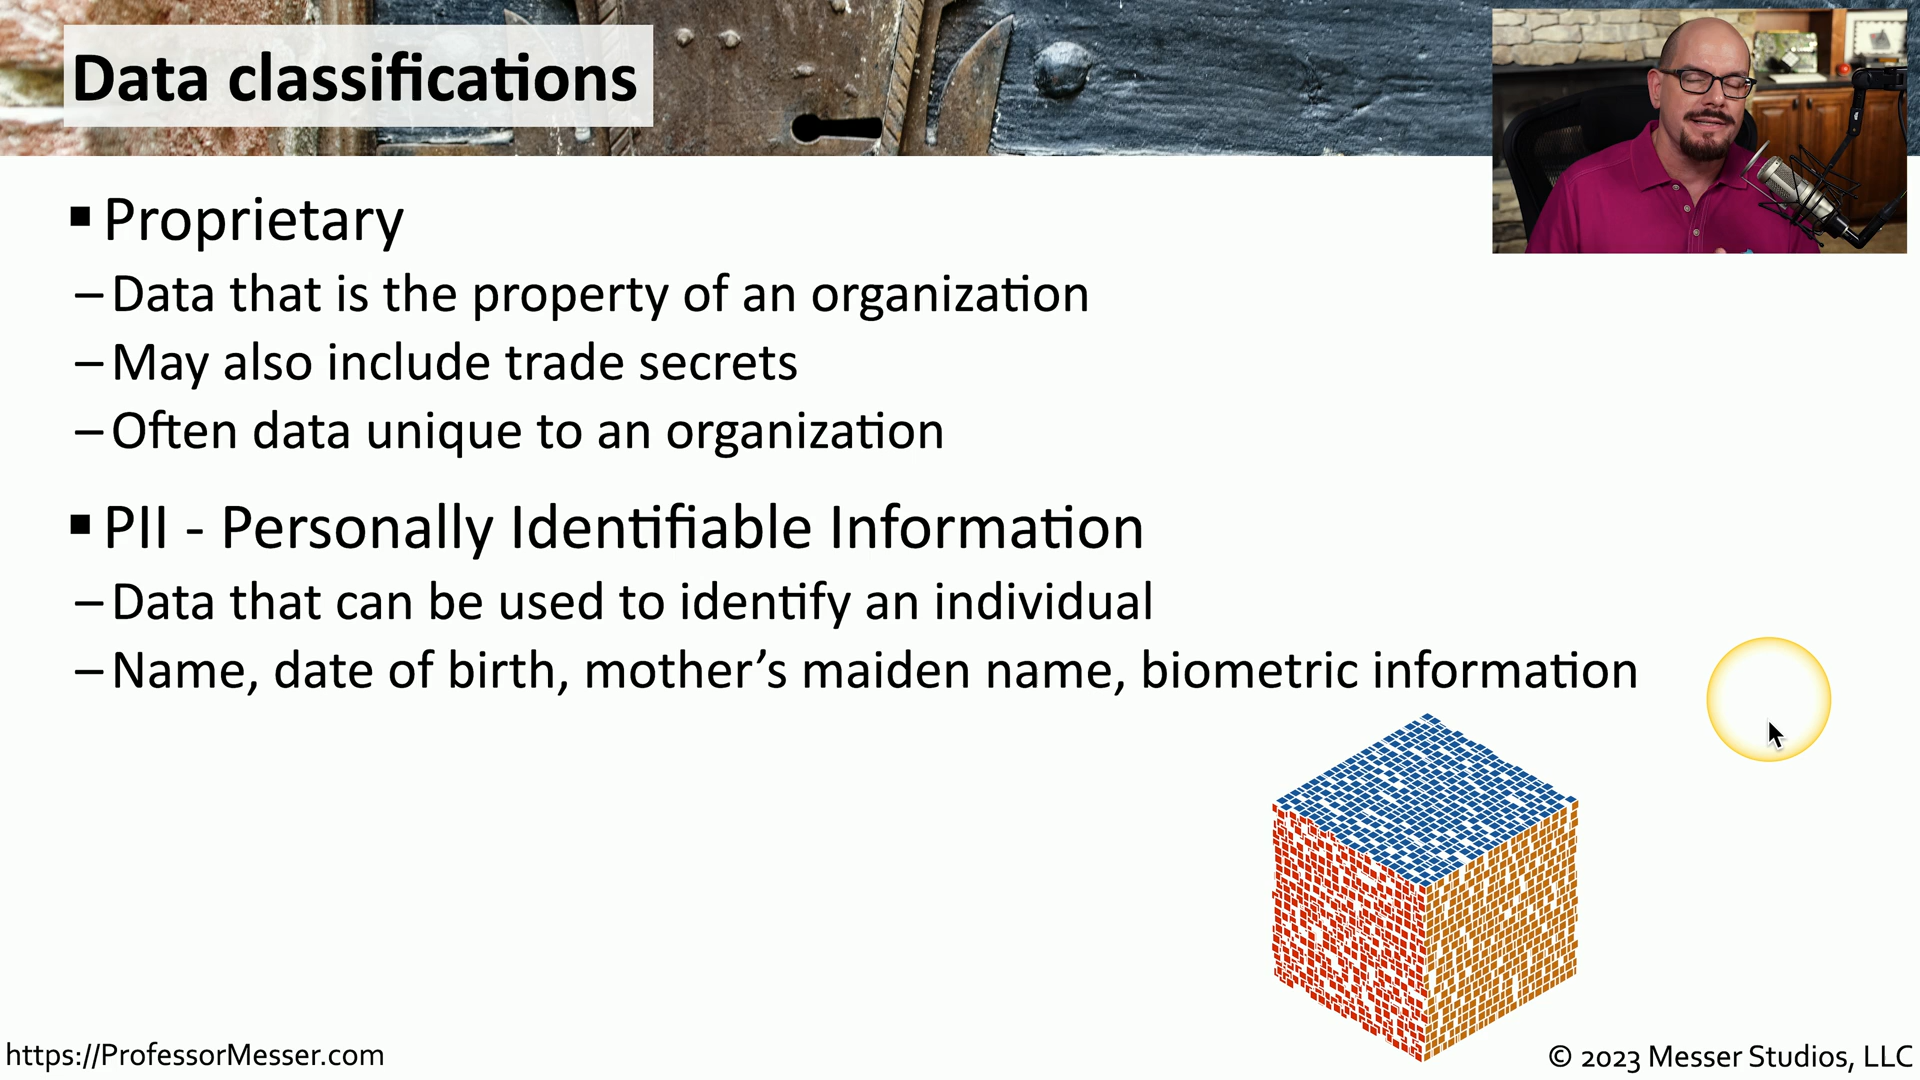 Data classifications
▪ Proprietary
– Data that is the property of an organization
– May also include trade secrets
– Often data unique to an organization
▪ PII - Personally Identifiable Information
– Data that can be used to identify an individual
– Name, date of birth, mother’s maiden name, biometric information
https://ProfessorMesser.com
© 2023 Messer Studios, LLC